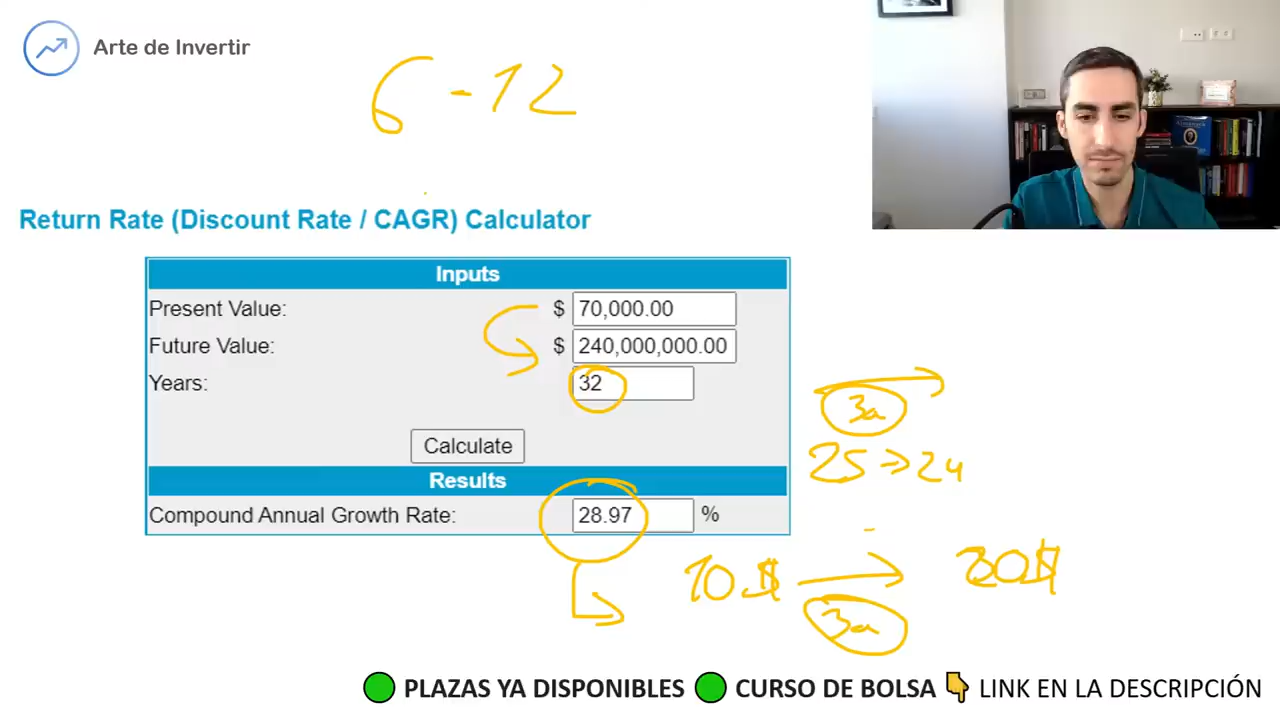 Arte de Invertir
6 - 12
Return Rate (Discount Rate / CAGR) Calculator
Inputs
Present Value: $ 70,000.00
Future Value: $ 240,000,000.00
Years: 32
3a
25 => 24
Calculate
Results
Compound Annual Growth Rate: 28.97 %
10$ 30$
3a
PLAZAS YA DISPONIBLES CURSO DE BOLSA LINK EN LA DESCRIPCIÓN